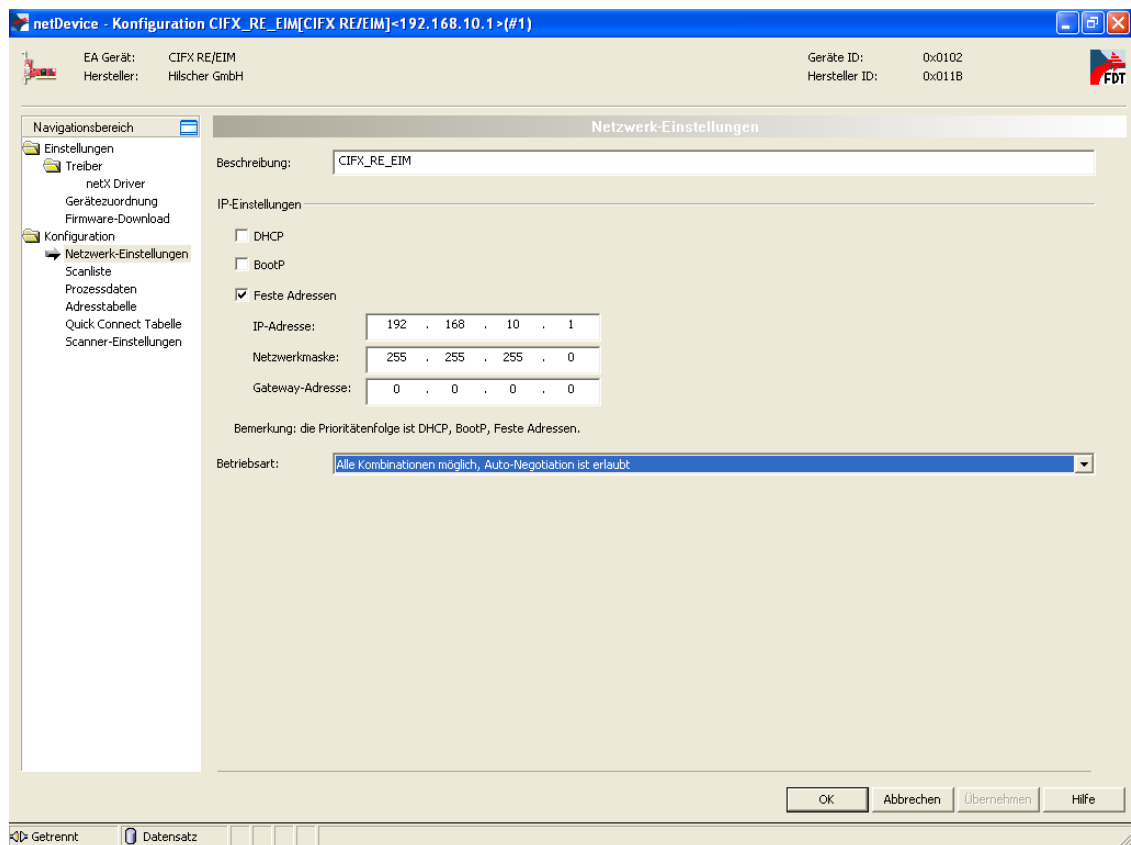 netDevice - Konfiguration CIFX_RE_EIM[CIFX RE/EIM]<192.168.10.1>(#1)
EA Gerät: CIFX RE/EIM Geräte ID: 0x0102
Hersteller: Hilscher GmbH Hersteller ID: 0x011B
FDT
Navigationsbereich
Einstellungen
Treiber
netX Driver
Gerätezuordnung
Firmware-Download
Konfiguration
Netzwerk-Einstellungen
Scanliste
Prozessdaten
Adresstabelle
Quick Connect Tabelle
Scanner-Einstellungen
Netzwerk-Einstellungen
Beschreibung: CIFX_RE_EIM
IP-Einstellungen
DHCP
BootP
Feste Adressen
IP-Adresse: 192 . 168 . 10 . 1
Netzwerkmaske: 255 . 255 . 255 . 0
Gateway-Adresse: 0 . 0 . 0 . 0
Bemerkung: die Prioritätenfolge ist DHCP, BootP, Feste Adressen.
Betriebsart: Alle Kombinationen möglich, Auto-Negotiation ist erlaubt
OK Abbrechen Übernehmen Hilfe
Getrennt Datensatz